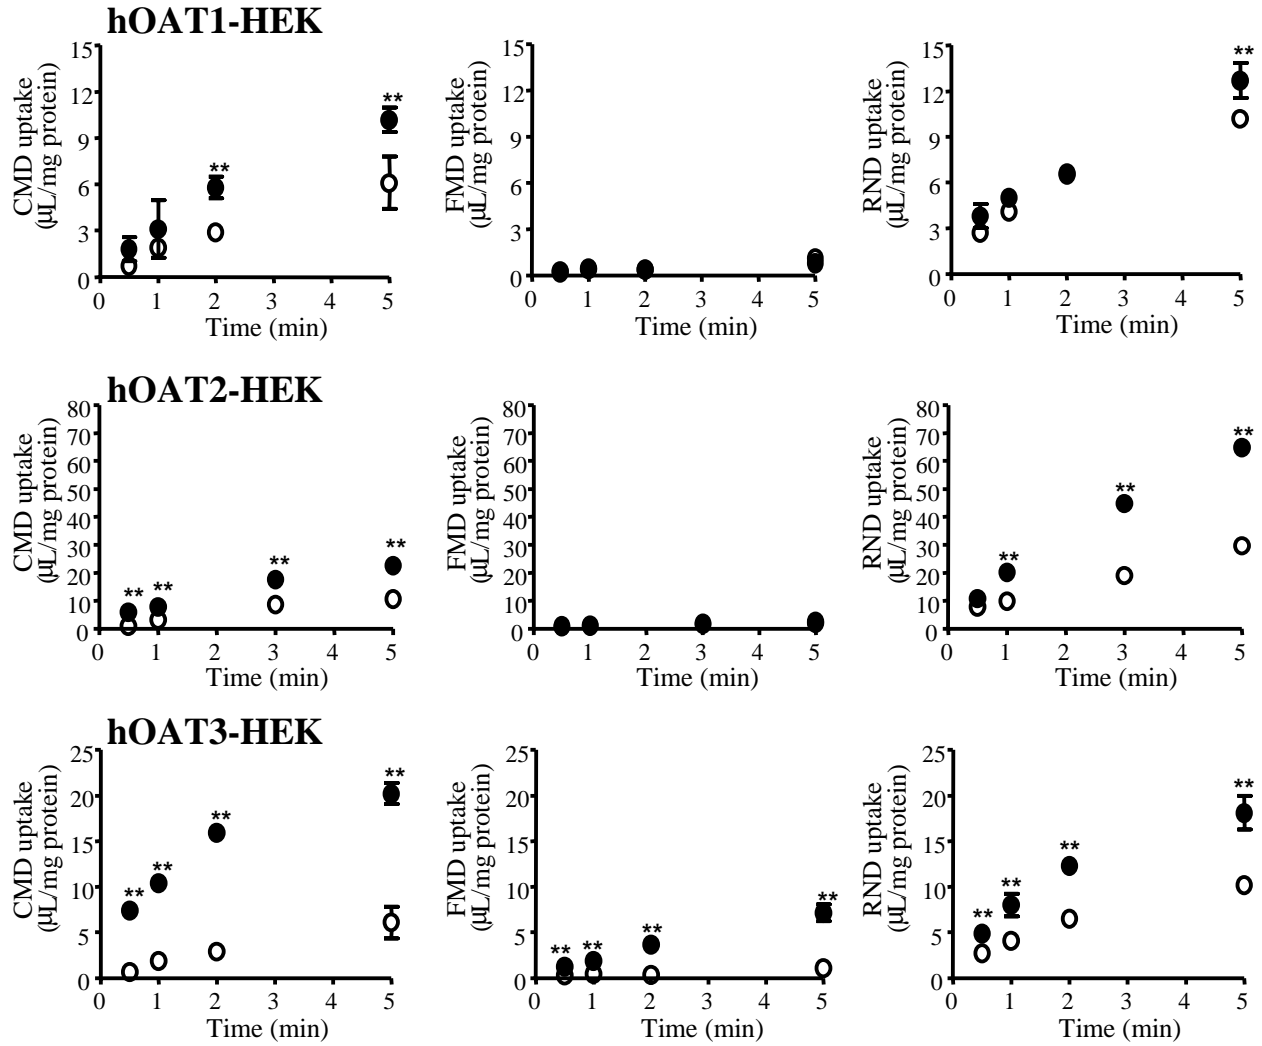 hOAT1-HEK
CMD uptake
(μL/mg protein)
15
12
9
6
3
0
**
**
0 1 2 3 4 5
Time (min)
FMD uptake
(μL/mg protein)
15
12
9
6
3
0
0 1 2 3 4 5
Time (min)
RND uptake
(μL/mg protein)
15
12
9
6
3
0
**
0 1 2 3 4 5
Time (min)
hOAT2-HEK
CMD uptake
(μL/mg protein)
80
70
60
50
40
30
20
10
0
** ** ** **
0 1 2 3 4 5
Time (min)
FMD uptake
(μL/mg protein)
80
70
60
50
40
30
20
10
0
0 1 2 3 4 5
Time (min)
RND uptake
(μL/mg protein)
80
70
60
50
40
30
20
10
0
**
**
**
0 1 2 3 4 5
Time (min)
hOAT3-HEK
CMD uptake
(μL/mg protein)
25
20
15
10
5
0
**
**
**
**
0 1 2 3 4 5
Time (min)
FMD uptake
(μL/mg protein)
25
20
15
10
5
0
** ** ** **
0 1 2 3 4 5
Time (min)
RND uptake
(μL/mg protein)
25
20
15
10
5
0
**
**
**
**
0 1 2 3 4 5
Time (min)